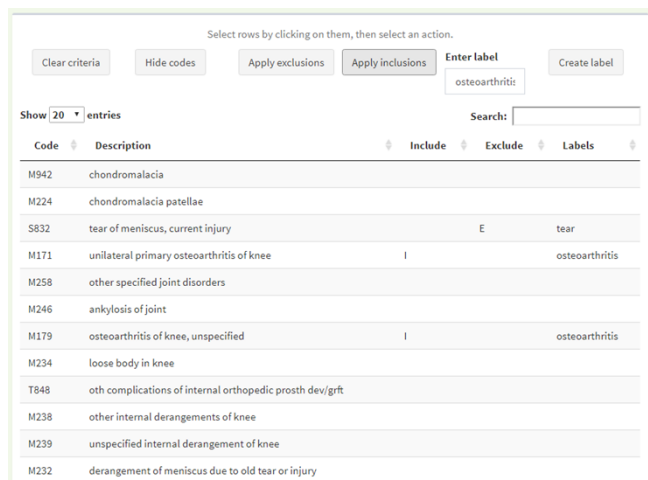 Select rows by clicking on them, then select an action.
Clear criteria Hide codes Apply exclusions Apply inclusions Enter label Create label
osteoarthritis
Show 20 entries Search:
Code Description Include Exclude Labels
M942 chondromalacia
M224 chondromalacia patellae
S832 tear of meniscus, current injury E tear
M171 unilateral primary osteoarthritis of knee I osteoarthritis
M258 other specified joint disorders
M246 ankylosis of joint
M179 osteoarthritis of knee, unspecified I osteoarthritis
M234 loose body in knee
T848 oth complications of internal orthopedic prosth dev/grft
M238 other internal derangements of knee
M239 unspecified internal derangement of knee
M232 derangement of meniscus due to old tear or injury